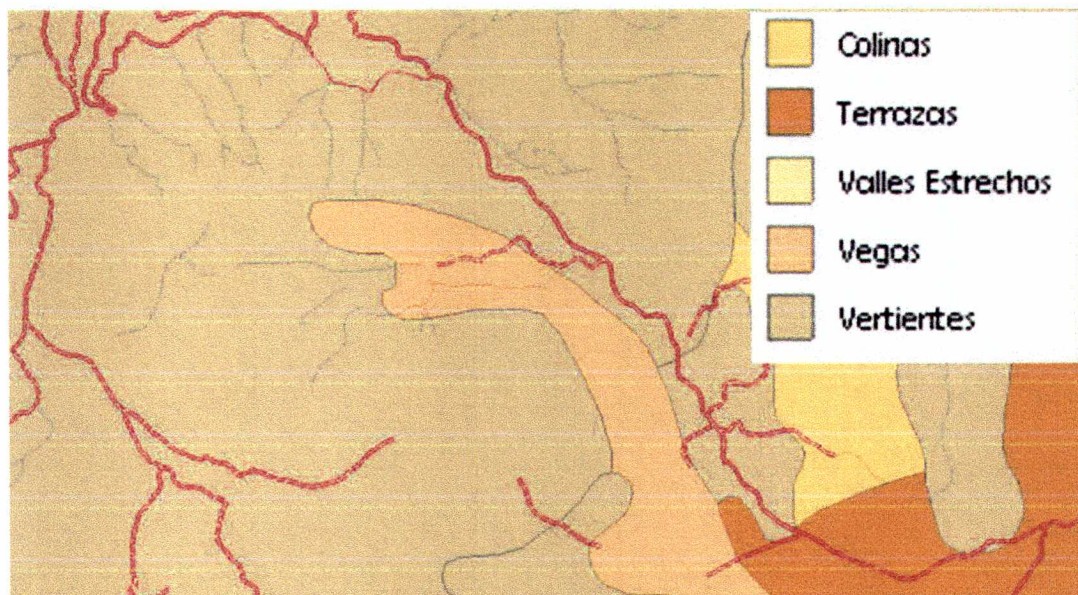 Colinas
Terrazas
Valles Estrechos
Vegas
Vertientes